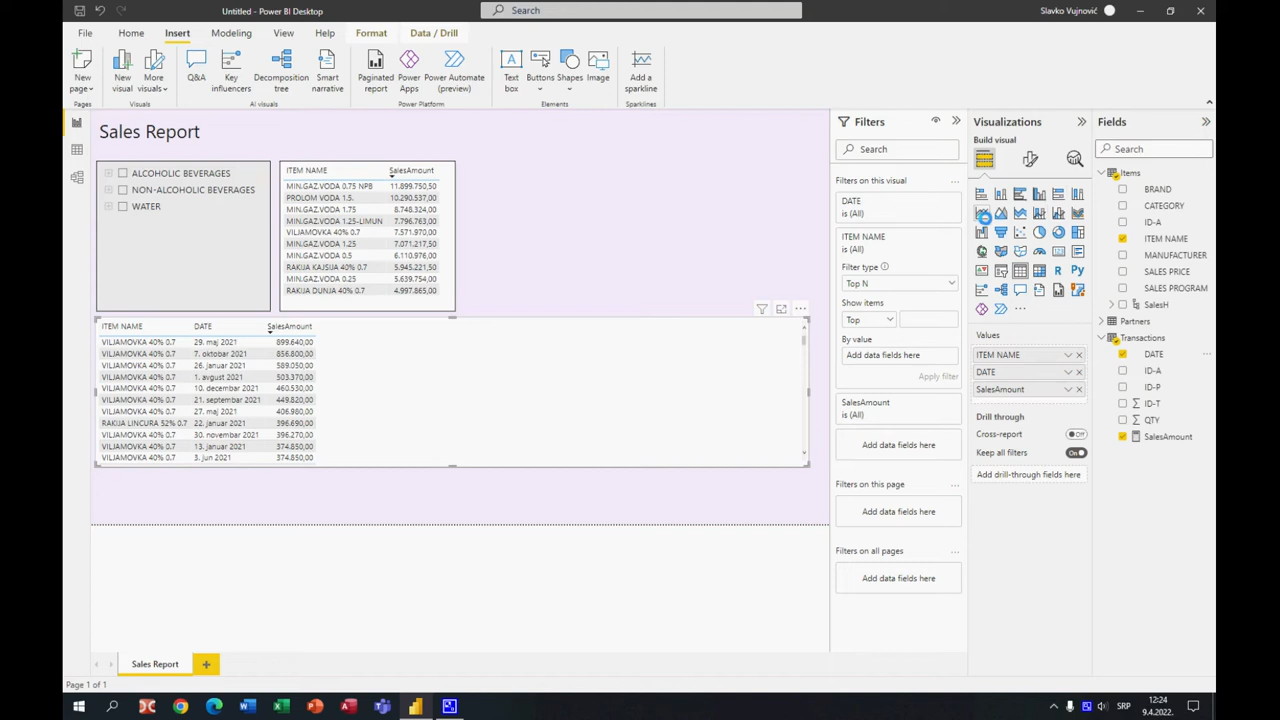 Untitled - Power BI Desktop
Search
Slavko Vujnović
File
Home
Insert
Modeling
View
Help
Format
Data / Drill
New page
New visual
More visuals
Q&A
Key influencers
Decomposition tree
Smart narrative
Paginated report
Power Apps
Power Automate (preview)
Text box
Buttons
Shapes
Image
Add a sparkline
Pages
Visuals
AI visuals
Power Platform
Elements
Sparklines
Sales Report
ALCOHOLIC BEVERAGES
NON-ALCOHOLIC BEVERAGES
WATER
ITEM NAME SalesAmount
MIN.GAZ.VODA 0.75 NPB 11.899.750,50
PROLOM VODA 1.5. 10.290.537,00
MIN.GAZ.VODA 1.75 8.748.324,00
MIN.GAZ.VODA 1.25-LIMUN 7.796.763,00
VILJAMOVKA 40% 0.7 7.571.970,00
MIN.GAZ.VODA 1.25 7.071.217,50
MIN.GAZ.VODA 0.5 6.110.976,00
RAKIJA KAJSIJA 40% 0.7 5.945.221,50
MIN.GAZ.VODA 0.25 5.639.754,00
RAKIJA DUNJA 40% 0.7 4.997.865,00
ITEM NAME DATE SalesAmount
VILJAMOVKA 40% 0.7 29. maj 2021 899.640,00
VILJAMOVKA 40% 0.7 7. oktobar 2021 856.800,00
VILJAMOVKA 40% 0.7 26. januar 2021 589.050,00
VILJAMOVKA 40% 0.7 1. avgust 2021 503.370,00
VILJAMOVKA 40% 0.7 10. decembar 2021 460.530,00
VILJAMOVKA 40% 0.7 21. septembar 2021 449.820,00
VILJAMOVKA 40% 0.7 27. maj 2021 406.980,00
RAKIJA LINCURA 52% 0.7 22. januar 2021 396.690,00
VILJAMOVKA 40% 0.7 30. novembar 2021 396.270,00
VILJAMOVKA 40% 0.7 13. januar 2021 374.850,00
VILJAMOVKA 40% 0.7 3. jun 2021 374.850,00
Filters
Search
Filters on this visual
DATE
is (All)
ITEM NAME
is (All)
Filter type
Top N
Show items
Top
By value
Add data fields here
Apply filter
SalesAmount
is (All)
Add data fields here
Filters on this page
Add data fields here
Filters on all pages
Add data fields here
Visualizations
Build visual
R
Py
Values
ITEM NAME
DATE
SalesAmount
Drill through
Cross-report
Off
Keep all filters
On
Add drill-through fields here
Fields
Search
Items
BRAND
CATEGORY
ID-A
ITEM NAME
MANUFACTURER
SALES PRICE
SALES PROGRAM
SalesH
Partners
Transactions
DATE
ID-A
ID-P
ID-T
QTY
SalesAmount
Sales Report
Page 1 of 1
SRP
12:24
9.4.2022.